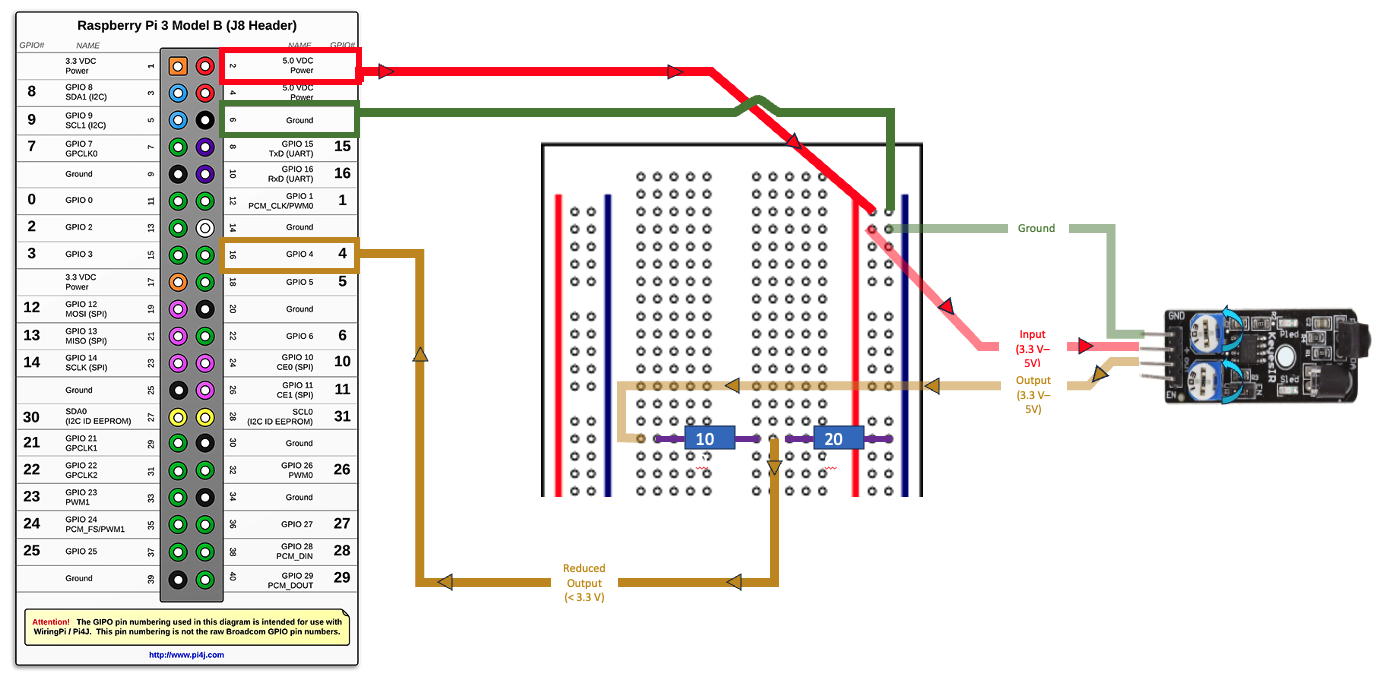 Raspberry Pi 3 Model B (J8 Header)
GPIO# NAME NAME GPIO#
3.3 VDC Power 1 2 5.0 VDC Power
8 GPIO 8 SDA1 (I2C) 3 4 5.0 VDC Power
9 GPIO 9 SCL1 (I2C) 5 6 Ground
7 GPIO 7 GPCLK0 7 8 GPIO 15 TxD (UART) 15
Ground 9 10 GPIO 16 RxD (UART) 16
0 GPIO 0 11 12 GPIO 1 PCM_CLK/PWM0 1
2 GPIO 2 13 14 Ground
3 GPIO 3 15 16 GPIO 4 4
3.3 VDC Power 17 18 GPIO 5 5
12 GPIO 12 MOSI (SPI) 19 20 Ground
13 GPIO 13 MISO (SPI) 21 22 GPIO 6 6
14 GPIO 14 SCLK (SPI) 23 24 GPIO 10 CE0 (SPI) 10
Ground 25 26 GPIO 11 CE1 (SPI) 11
30 SDA0 (I2C ID EEPROM) 27 28 SCL0 (I2C ID EEPROM) 31
21 GPIO 21 GPCLK1 29 30 Ground
22 GPIO 22 GPCLK2 31 32 GPIO 26 PWM0 26
23 GPIO 23 PWM1 33 34 Ground
24 GPIO 24 PCM_FS/PWM1 35 36 GPIO 27 27
25 GPIO 25 37 38 GPIO 28 PCM_DIN 28
Ground 39 40 GPIO 29 PCM_DOUT 29
Attention! The GIPO pin numbering used in this diagram is intended for use with
WiringPi / Pi4J. This pin numbering is not the raw Broadcom GPIO pin numbers.
http://www.pi4j.com
10
20
Reduced
Output
(< 3.3 V)
Ground
Input
(3.3 V–
5V)
Output
(3.3 V–
5V)
GND
+
OUT
EN
Pled
Sled
Keyes IR